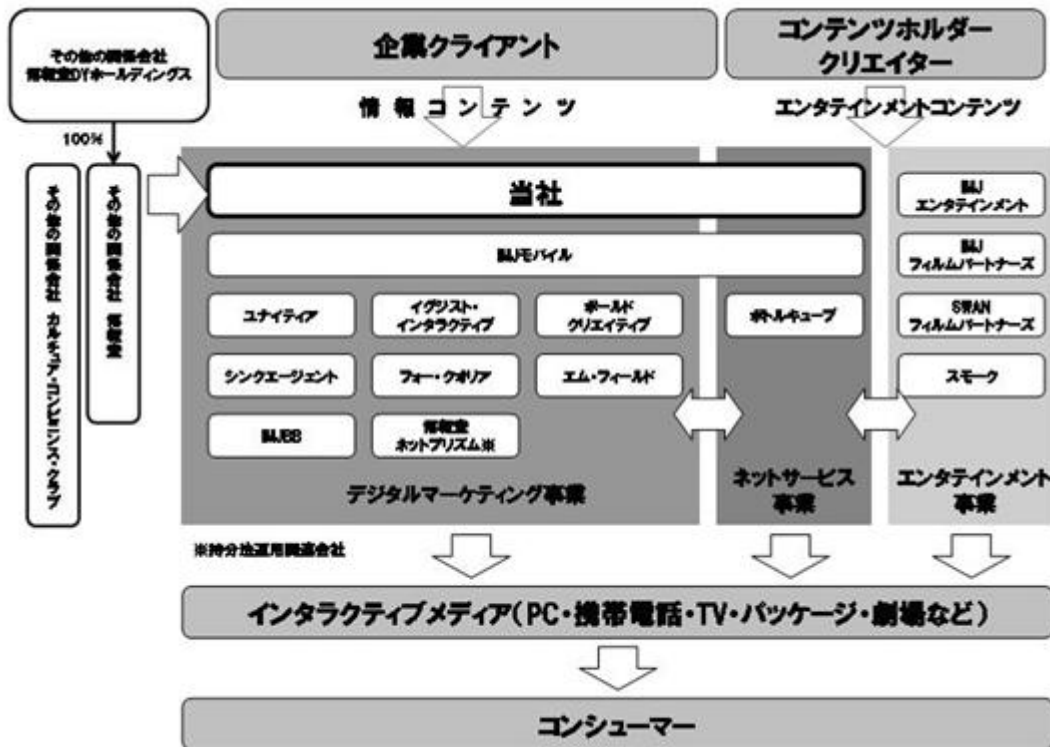 その他の関係会社
博報堂DYホールディングス
企業クライアント
コンテンツホルダー
クリエイター
情報コンテンツ
エンタテインメントコンテンツ
100%
その他の関係会社 カルチュア・コンビニエンス・クラブ
その他の関係会社 博報堂
当社
IMJモバイル
ユナイティア
イグジスト・
インタラクティブ
ボールド
クリエイティブ
シンクエージェント
フォー・クオリア
エム・フィールド
IMJBB
博報堂
ネットプリズム※
デジタルマーケティング事業
ボトルキューブ
ネットサービス
事業
IMJ
エンタテインメント
IMJ
フィルムパートナーズ
SWAN
フィルムパートナーズ
スモーク
エンタテインメント
事業
※持分法適用関連会社
インタラクティブメディア(PC・携帯電話・TV・パッケージ・劇場など)
コンシューマー